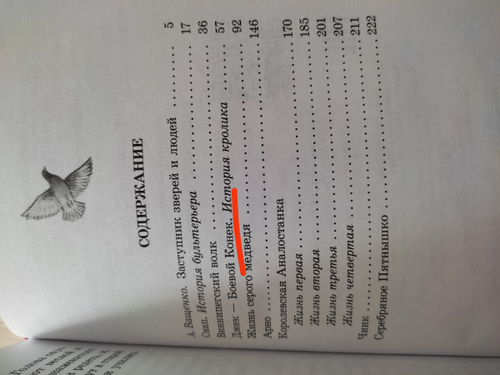 СОДЕРЖАНИЕ
А. Ващенко. Заступник зверей и людей . . . . . . . . . 5
Снап. История бультерьера . . . . . . . . . . . . . . . 17
Виннипегский волк . . . . . . . . . . . . . . . . . . . 36
Джек — Боевой Конек. История кролика . . . . . . . . 57
Жизнь серого медведя . . . . . . . . . . . . . . . . . 92
Арно . . . . . . . . . . . . . . . . . . . . . . . . . 146
Королевская Аналостанка
Жизнь первая . . . . . . . . . . . . . . . . . . . . . 170
Жизнь вторая . . . . . . . . . . . . . . . . . . . . . 185
Жизнь третья . . . . . . . . . . . . . . . . . . . . . 201
Жизнь четвертая . . . . . . . . . . . . . . . . . . . 207
Чинк . . . . . . . . . . . . . . . . . . . . . . . . . 211
Серебряное Пятнышко . . . . . . . . . . . . . . . . . 222